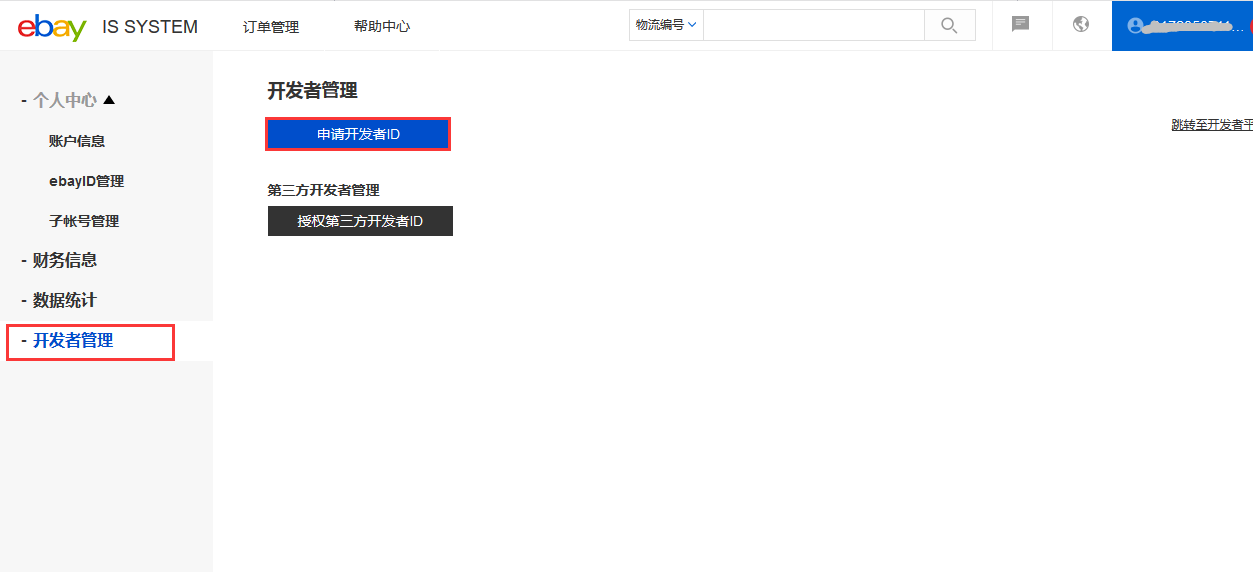 ebay IS SYSTEM 订单管理 帮助中心 物流编号
- 个人中心
账户信息
ebayID管理
子帐号管理
- 财务信息
- 数据统计
- 开发者管理
开发者管理
申请开发者ID
跳转至开发者平
第三方开发者管理
授权第三方开发者ID